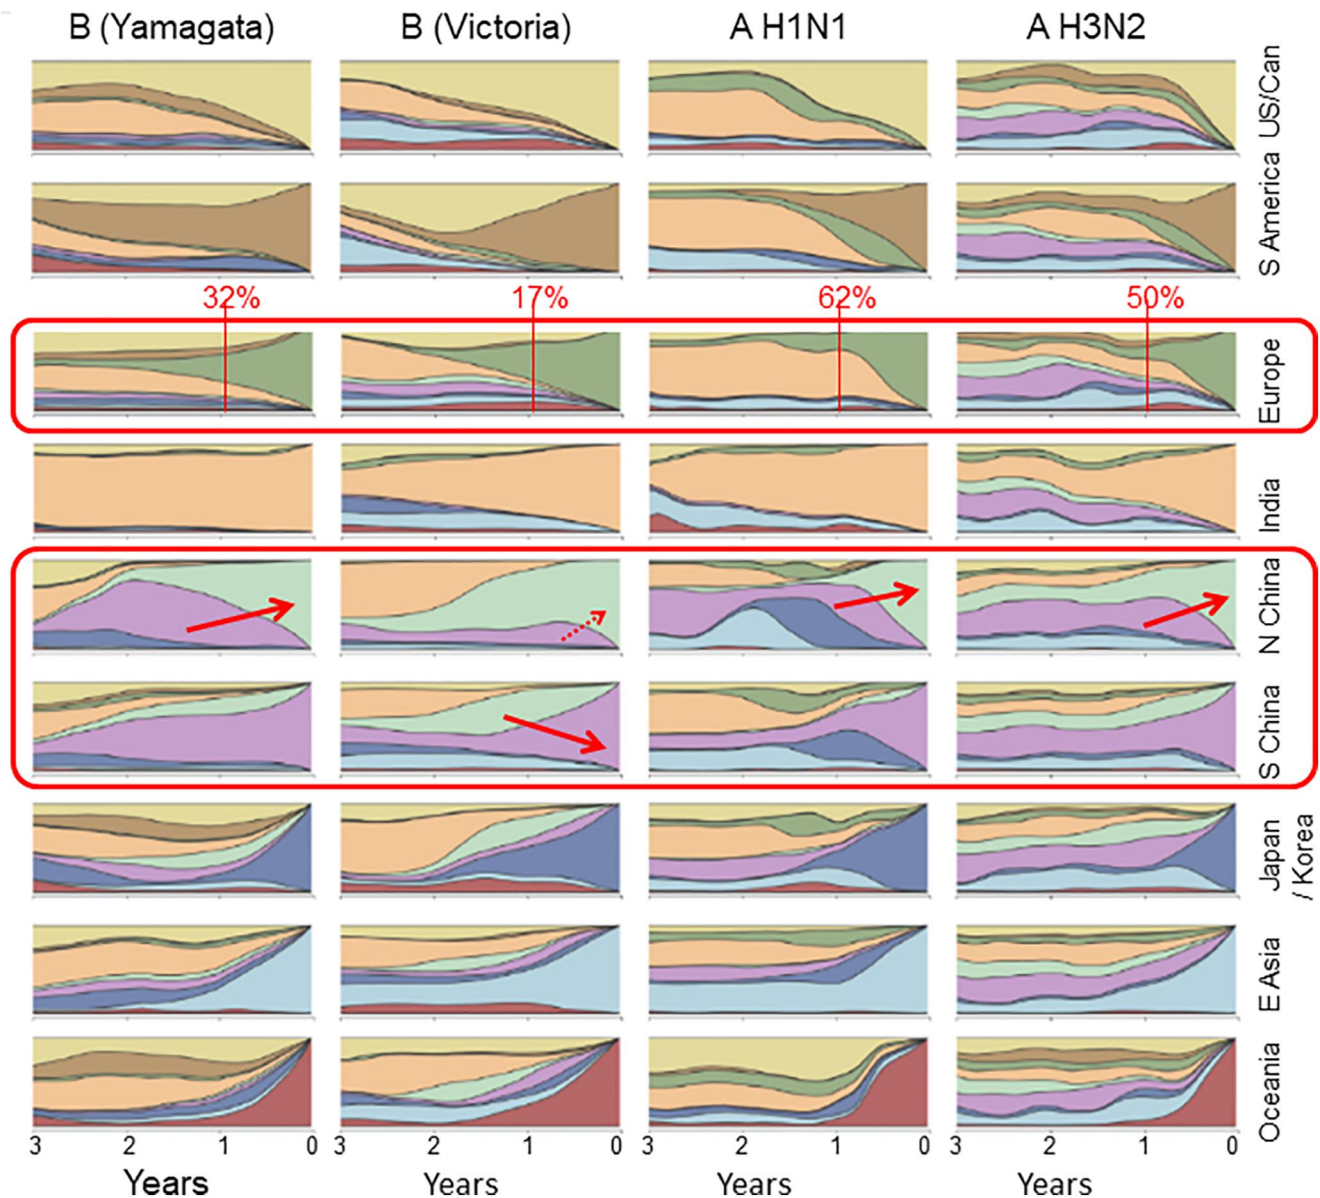 B (Yamagata) B (Victoria) A H1N1 A H3N2
US/Can
S America
32% 17% 62% 50%
Europe
India
N China
S China
Japan
/ Korea
E Asia
Oceania
3 2 1 0 3 2 1 0 3 2 1 0 3 2 1 0
Years Years Years Years